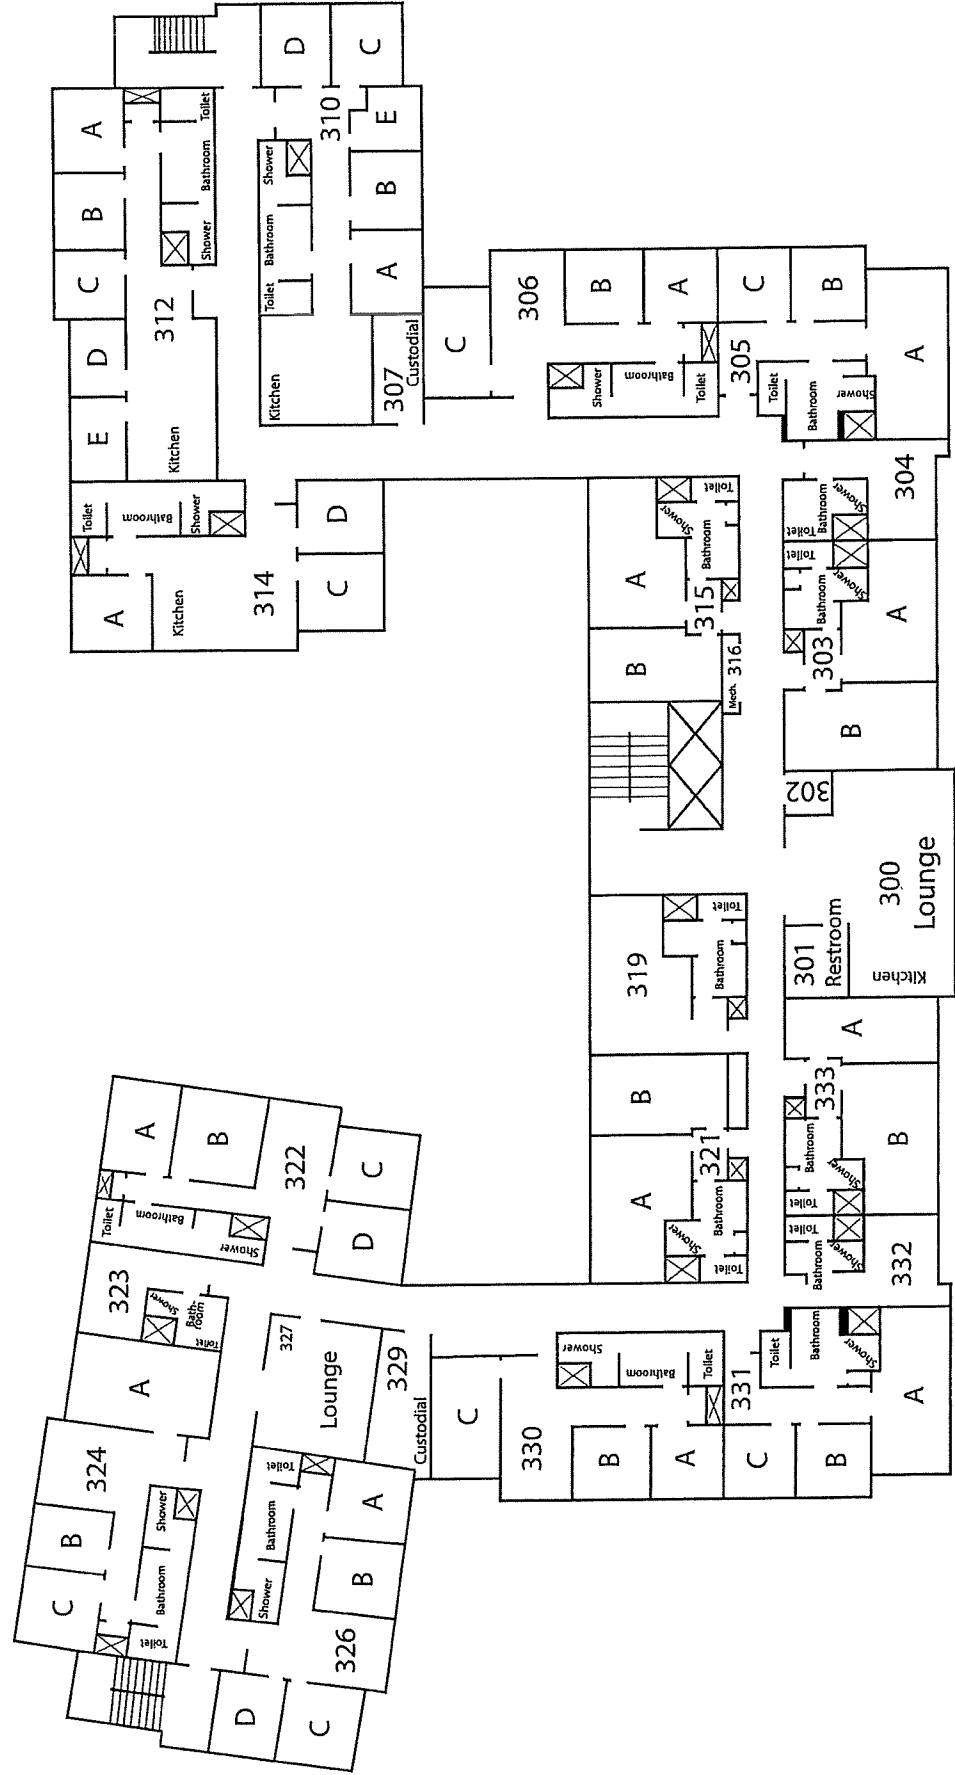 D
C
A
Toilet
310
E
Shower
Bathroom
B
B
Shower
Bathroom
A
C
Toilet
312
306
B
A
C
B
D
Kitchen
307
Custodial
C
305
A
E
Kitchen
Shower
Bathroom
Toilet
Toilet
Bathroom
Shower
304
Toilet
Bathroom
Shower
D
Toilet
Shower
Bathroom
A
Toilet
Bathroom
Shower
Toilet
Shower
Bathroom
A
A
Kitchen
314
C
315
303
B
Mech. 316
B
302
300
Lounge
Toilet
319
Bathroom
301
Restroom
Kitchen
A
A
B
322
B
333
C
B
A
321
Bathroom
Shower
Toilet
Bathroom
Shower
Toilet
Toilet
Bathroom
Shower
D
Toilet
Bathroom
Shower
332
323
Shower
Bath-
room
Toilet
A
327
Lounge
329
Custodial
C
Shower
Bathroom
Toilet
331
Toilet
Bathroom
Shower
A
324
330
B
A
C
B
B
C
Shower
Bathroom
Toilet
Toilet
Bathroom
Shower
A
B
326
D
C